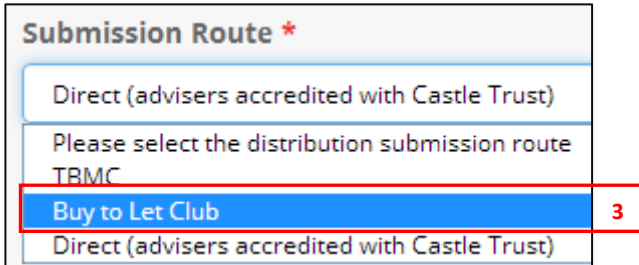 Submission Route *
Direct (advisers accredited with Castle Trust)
Please select the distribution submission route
TBMC
Buy to Let Club
3
Direct (advisers accredited with Castle Trust)